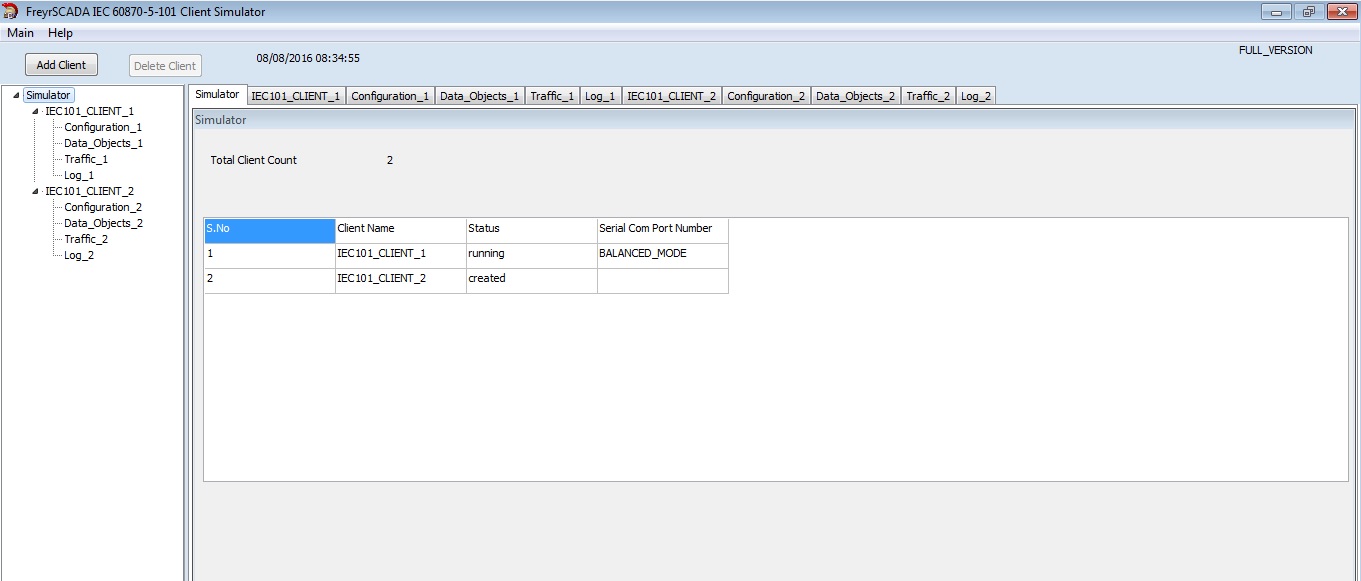 FreyrSCADA IEC 60870-5-101 Client Simulator
Main Help
Add Client Delete Client 08/08/2016 08:34:55 FULL_VERSION
Simulator
IEC101_CLIENT_1
Configuration_1
Data_Objects_1
Traffic_1
Log_1
IEC101_CLIENT_2
Configuration_2
Data_Objects_2
Traffic_2
Log_2
Simulator IEC101_CLIENT_1 Configuration_1 Data_Objects_1 Traffic_1 Log_1 IEC101_CLIENT_2 Configuration_2 Data_Objects_2 Traffic_2 Log_2
Simulator
Total Client Count 2
S.No Client Name Status Serial Com Port Number
1 IEC101_CLIENT_1 running BALANCED_MODE
2 IEC101_CLIENT_2 created